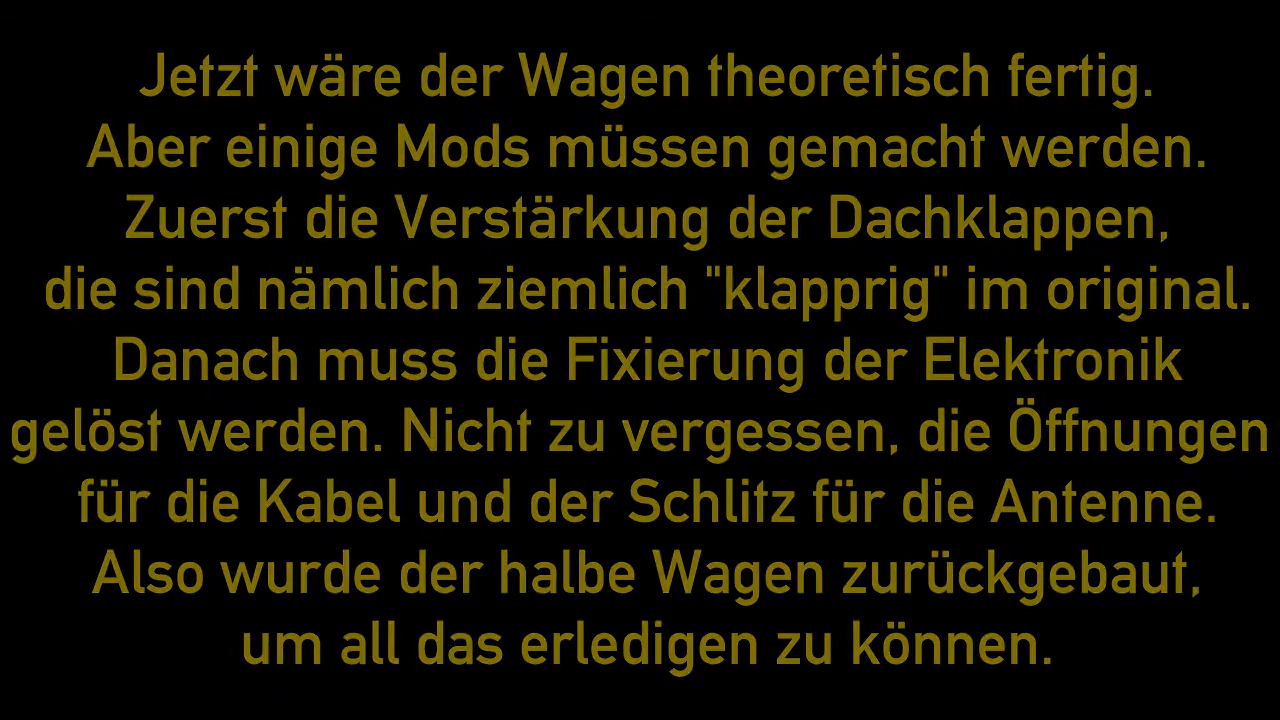 Jetzt wäre der Wagen theoretisch fertig.
Aber einige Mods müssen gemacht werden.
Zuerst die Verstärkung der Dachklappen,
die sind nämlich ziemlich "klapprig" im original.
Danach muss die Fixierung der Elektronik
gelöst werden. Nicht zu vergessen, die Öffnungen
für die Kabel und der Schlitz für die Antenne.
Also wurde der halbe Wagen zurückgebaut,
um all das erledigen zu können.